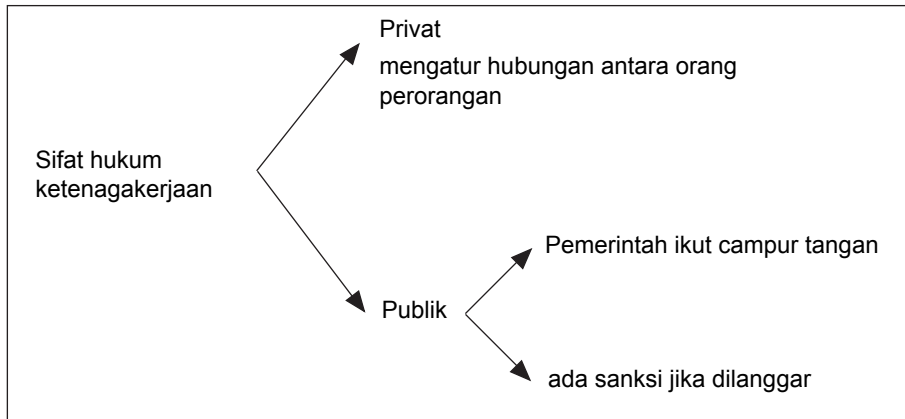 Privat
mengatur hubungan antara orang
perorangan
Sifat hukum
ketenagakerjaan
Pemerintah ikut campur tangan
Publik
ada sanksi jika dilanggar